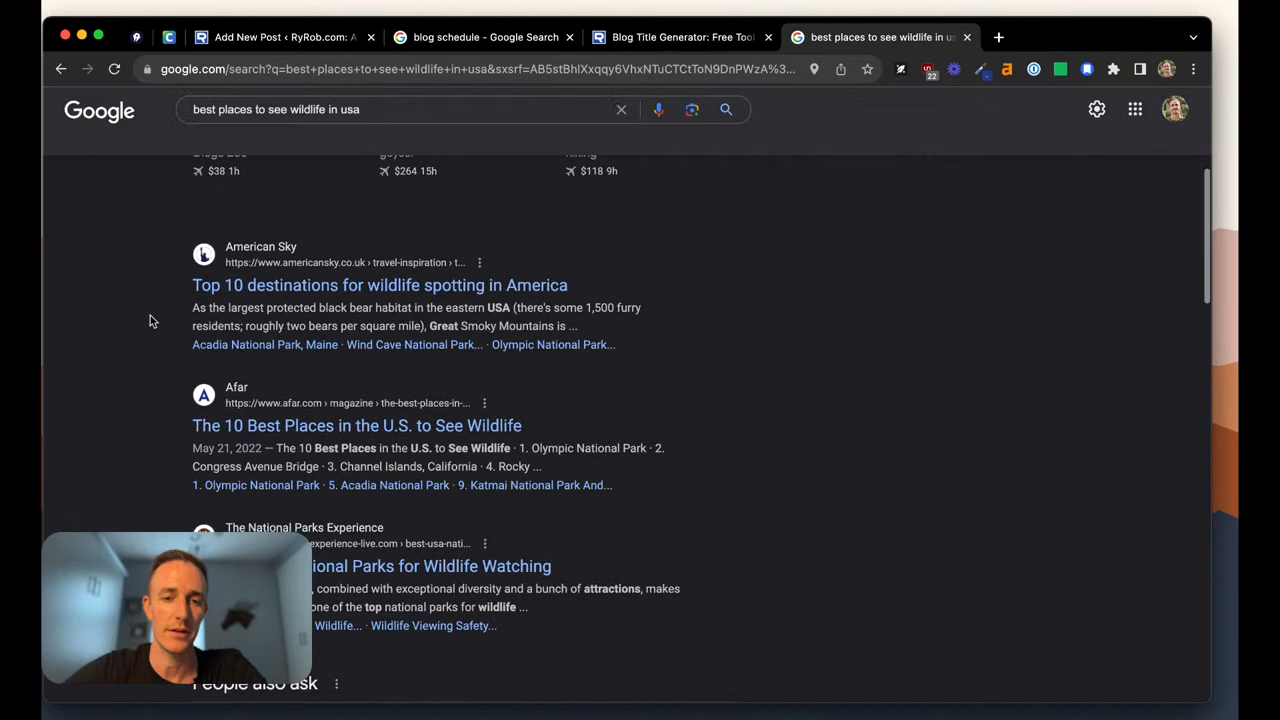 Add New Post ‹ RyRob.com: A
blog schedule - Google Search
Blog Title Generator: Free Tool
best places to see wildlife in us
google.com/search?q=best+places+to+see+wildlife+in+usa&sxsrf=AB5stBhlXxqqy6VhxNTuCTCtToN9DnPWzA%3...
22
Google
best places to see wildlife in usa
hiking
$38 1h
$264 15h
$118 9h
American Sky
https://www.americansky.co.uk › travel-inspiration › t...
Top 10 destinations for wildlife spotting in America
As the largest protected black bear habitat in the eastern USA (there's some 1,500 furry
residents; roughly two bears per square mile), Great Smoky Mountains is ...
Acadia National Park, Maine · Wind Cave National Park... · Olympic National Park...
Afar
https://www.afar.com › magazine › the-best-places-in-...
The 10 Best Places in the U.S. to See Wildlife
May 21, 2022 — The 10 Best Places in the U.S. to See Wildlife · 1. Olympic National Park · 2.
Congress Avenue Bridge · 3. Channel Islands, California · 4. Rocky ...
1. Olympic National Park · 5. Acadia National Park · 9. Katmai National Park And...
The National Parks Experience
experience-live.com › best-usa-nati...
ional Parks for Wildlife Watching
, combined with exceptional diversity and a bunch of attractions, makes
one of the top national parks for wildlife ...
Wildlife... · Wildlife Viewing Safety...
People also ask